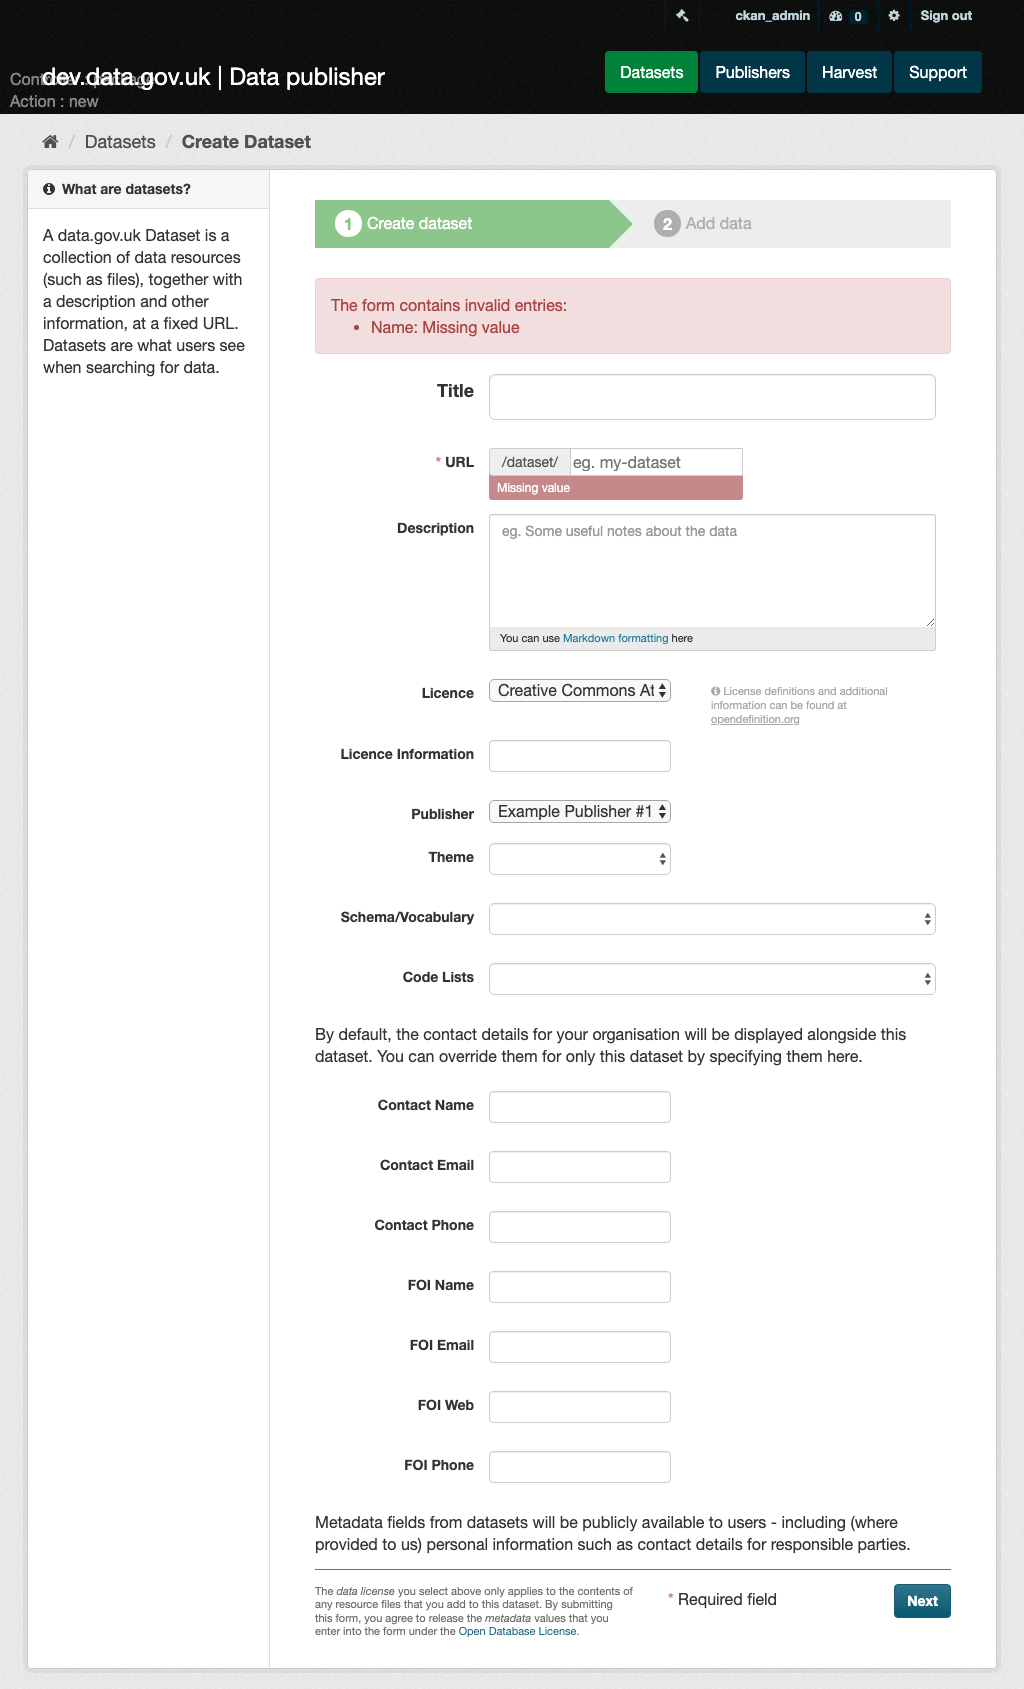 ckan_admin 0 Sign out
dev.data.gov.uk | Data publisher
Datasets Publishers Harvest Support
Action : new
/ Datasets / Create Dataset
What are datasets?
A data.gov.uk Dataset is a
collection of data resources
(such as files), together with
a description and other
information, at a fixed URL.
Datasets are what users see
when searching for data.
1 Create dataset
2 Add data
The form contains invalid entries:
• Name: Missing value
Title
* URL /dataset/ eg. my-dataset
Missing value
Description eg. Some useful notes about the data
You can use Markdown formatting here
Licence Creative Commons At
License definitions and additional
information can be found at
opendefinition.org
Licence Information
Publisher Example Publisher #1
Theme
Schema/Vocabulary
Code Lists
By default, the contact details for your organisation will be displayed alongside this
dataset. You can override them for only this dataset by specifying them here.
Contact Name
Contact Email
Contact Phone
FOI Name
FOI Email
FOI Web
FOI Phone
Metadata fields from datasets will be publicly available to users - including (where
provided to us) personal information such as contact details for responsible parties.
The data license you select above only applies to the contents of
any resource files that you add to this dataset. By submitting
this form, you agree to release the metadata values that you
enter into the form under the Open Database License.
* Required field
Next